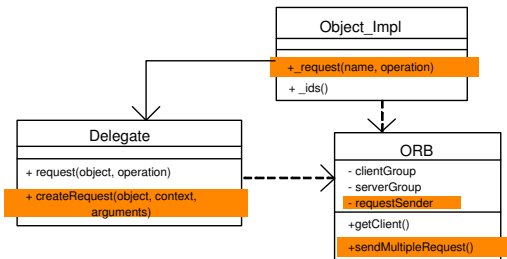 Object_Impl
+_request(name, operation)
+ _ids()
Delegate
+ request(object, operation)
+ createRequest(object, context,
arguments)
ORB
- clientGroup
- serverGroup
- requestSender
+getClient()
+sendMultipleRequest()